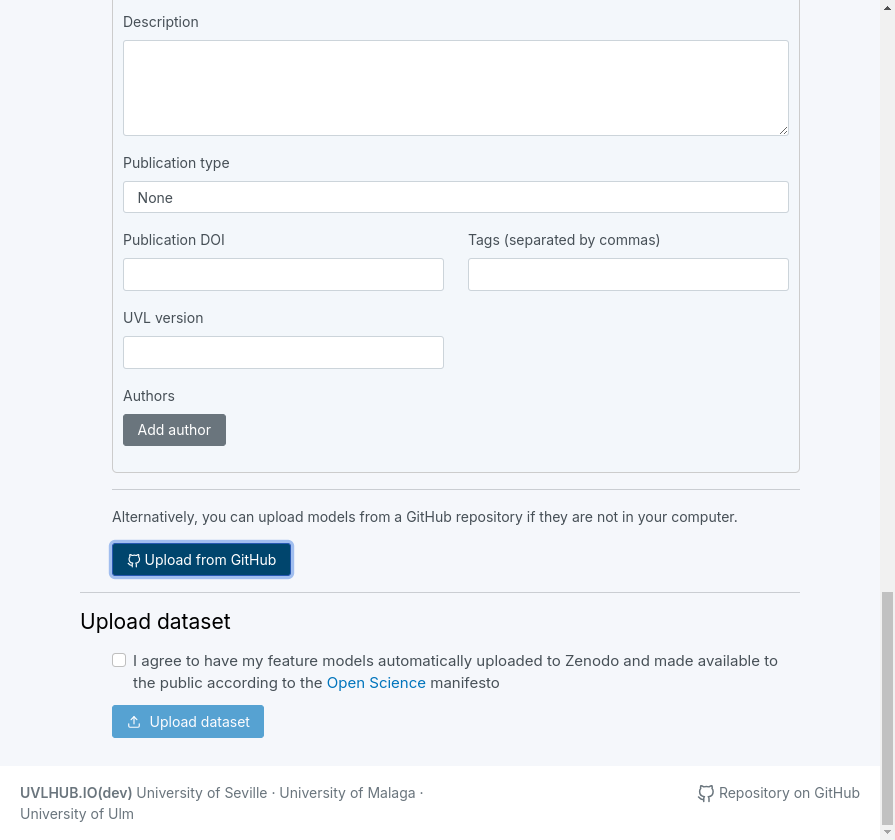 Description
Publication type
None
Publication DOI
Tags (separated by commas)
UVL version
Authors
Add author
Alternatively, you can upload models from a GitHub repository if they are not in your computer.
Upload from GitHub
Upload dataset
I agree to have my feature models automatically uploaded to Zenodo and made available to
the public according to the Open Science manifesto
Upload dataset
UVLHUB.IO(dev) University of Seville · University of Malaga ·
University of Ulm
Repository on GitHub